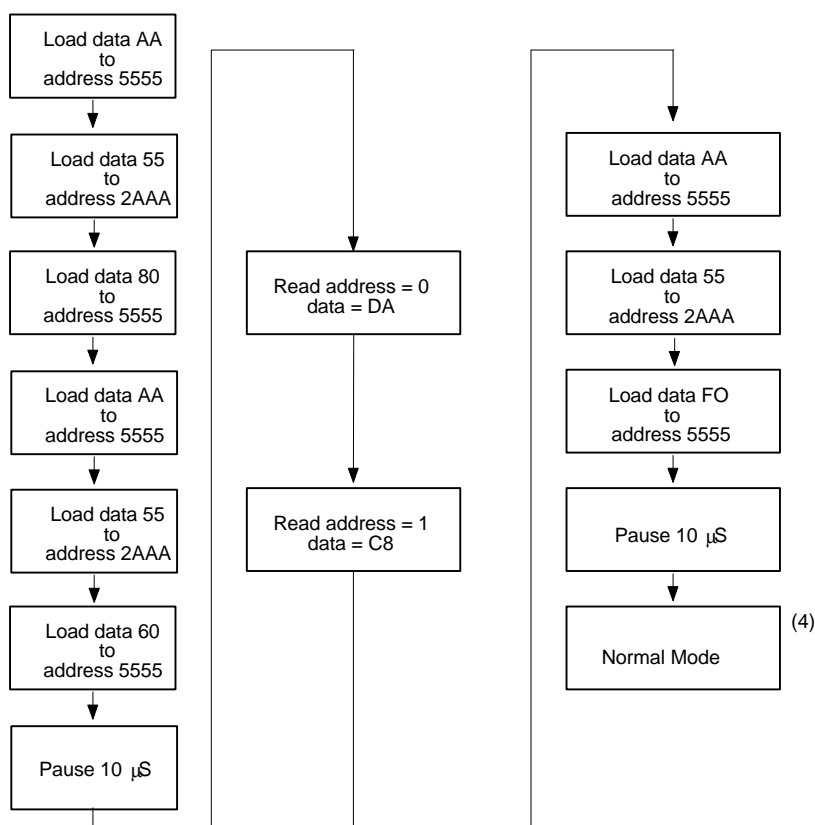 Load data AA
to
address 5555
Load data 55
to
address 2AAA
Load data 80
to
address 5555
Load data AA
to
address 5555
Load data 55
to
address 2AAA
Load data 60
to
address 5555
Pause 10 μS
Read address = 0
data = DA
Read address = 1
data = C8
Load data AA
to
address 5555
Load data 55
to
address 2AAA
Load data FO
to
address 5555
Pause 10 μS
Normal Mode
(4)